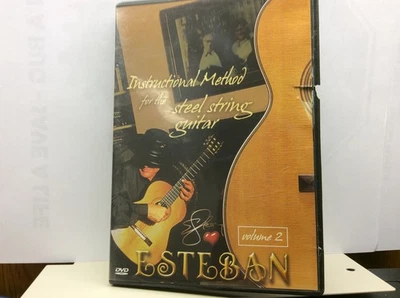 Instructional Method
for the steel string
guitar
volume 2
ESTEBAN
DVD